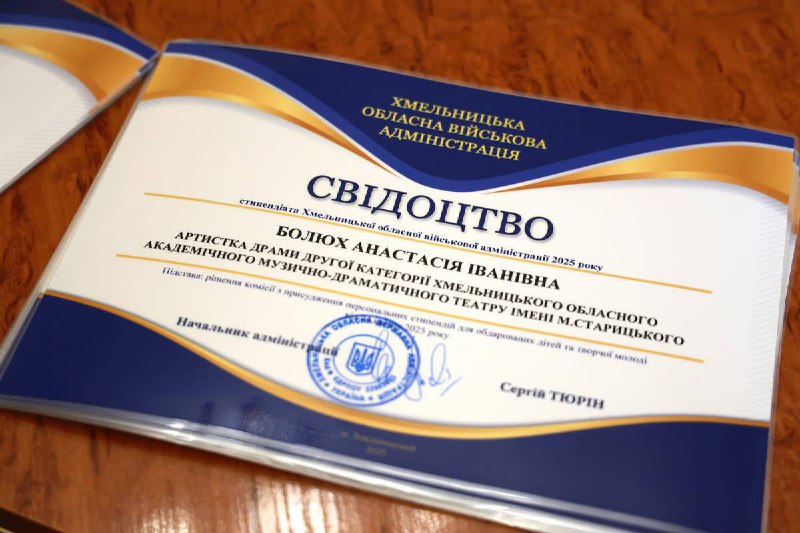 ХМЕЛЬНИЦЬКА
ОБЛАСНА ВІЙСЬКОВА
АДМІНІСТРАЦІЯ
СВІДОЦТВО
стипендіата Хмельницької обласної військової адміністрації 2025 року
БОЛЮХ АНАСТАСІЯ ІВАНІВНА
АРТИСТКА ДРАМИ ДРУГОЇ КАТЕГОРІЇ ХМЕЛЬНИЦЬКОГО ОБЛАСНОГО
АКАДЕМІЧНОГО МУЗИЧНО-ДРАМАТИЧНОГО ТЕАТРУ ІМЕНІ М.СТАРИЦЬКОГО
Підстава: рішення комісії з присудження персональних стипендій для обдарованих дітей та творчої молоді
2025 року
Начальник адміністрації
Сергій ТЮРІН
м. Хмельницький
2025